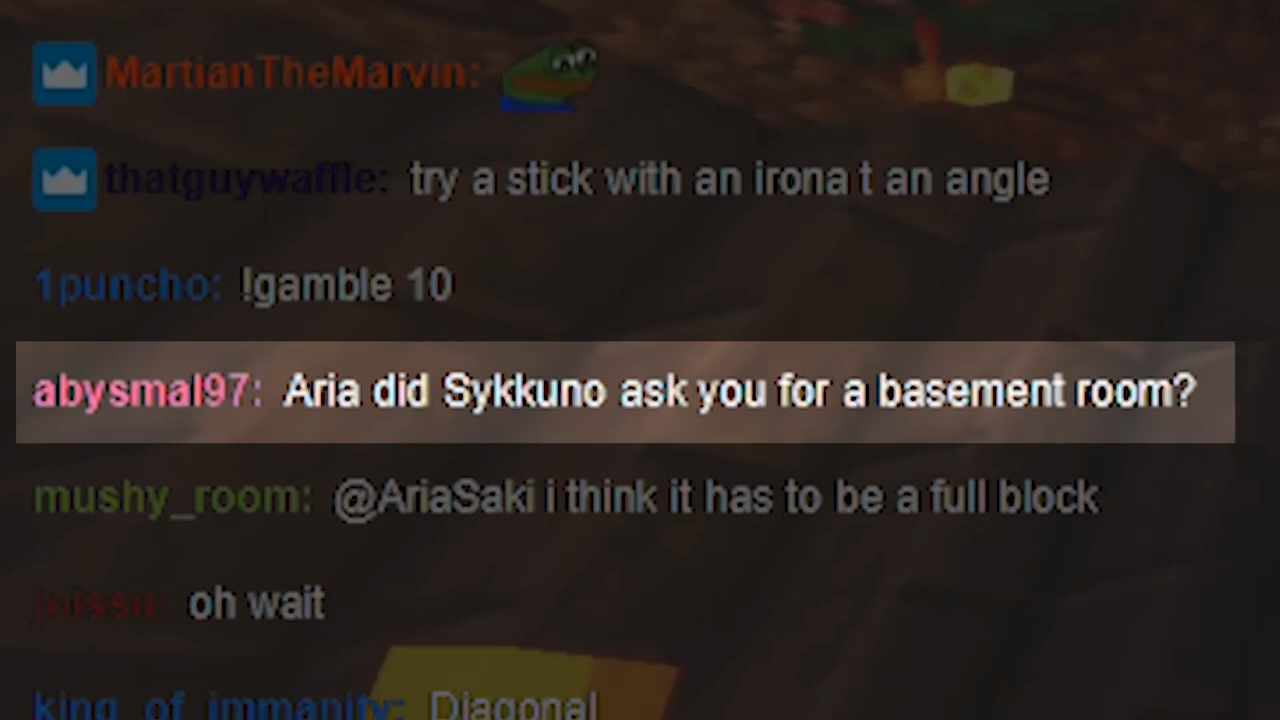 MartianTheMarvin:
thatguywaffle: try a stick with an irona t an angle
1puncho: !gamble 10
abysmal97: Aria did Sykkuno ask you for a basement room?
mushy_room: @AriaSaki i think it has to be a full block
oh wait
king_of_immanity: Diagonal